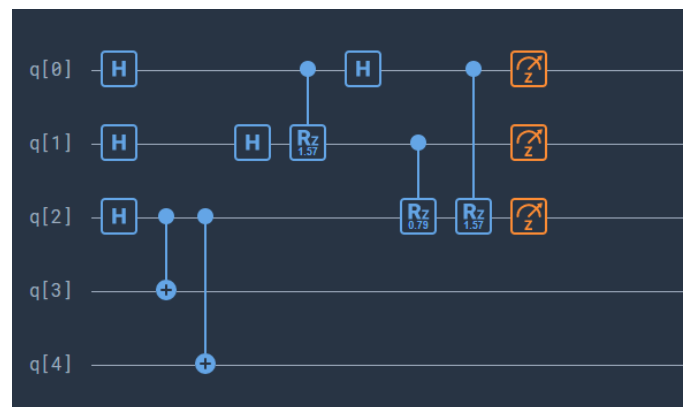 q[0] H H Z
q[1] H H RZ 1.57 Z
q[2] H RZ 0.79 RZ 1.57 Z
q[3]
q[4]